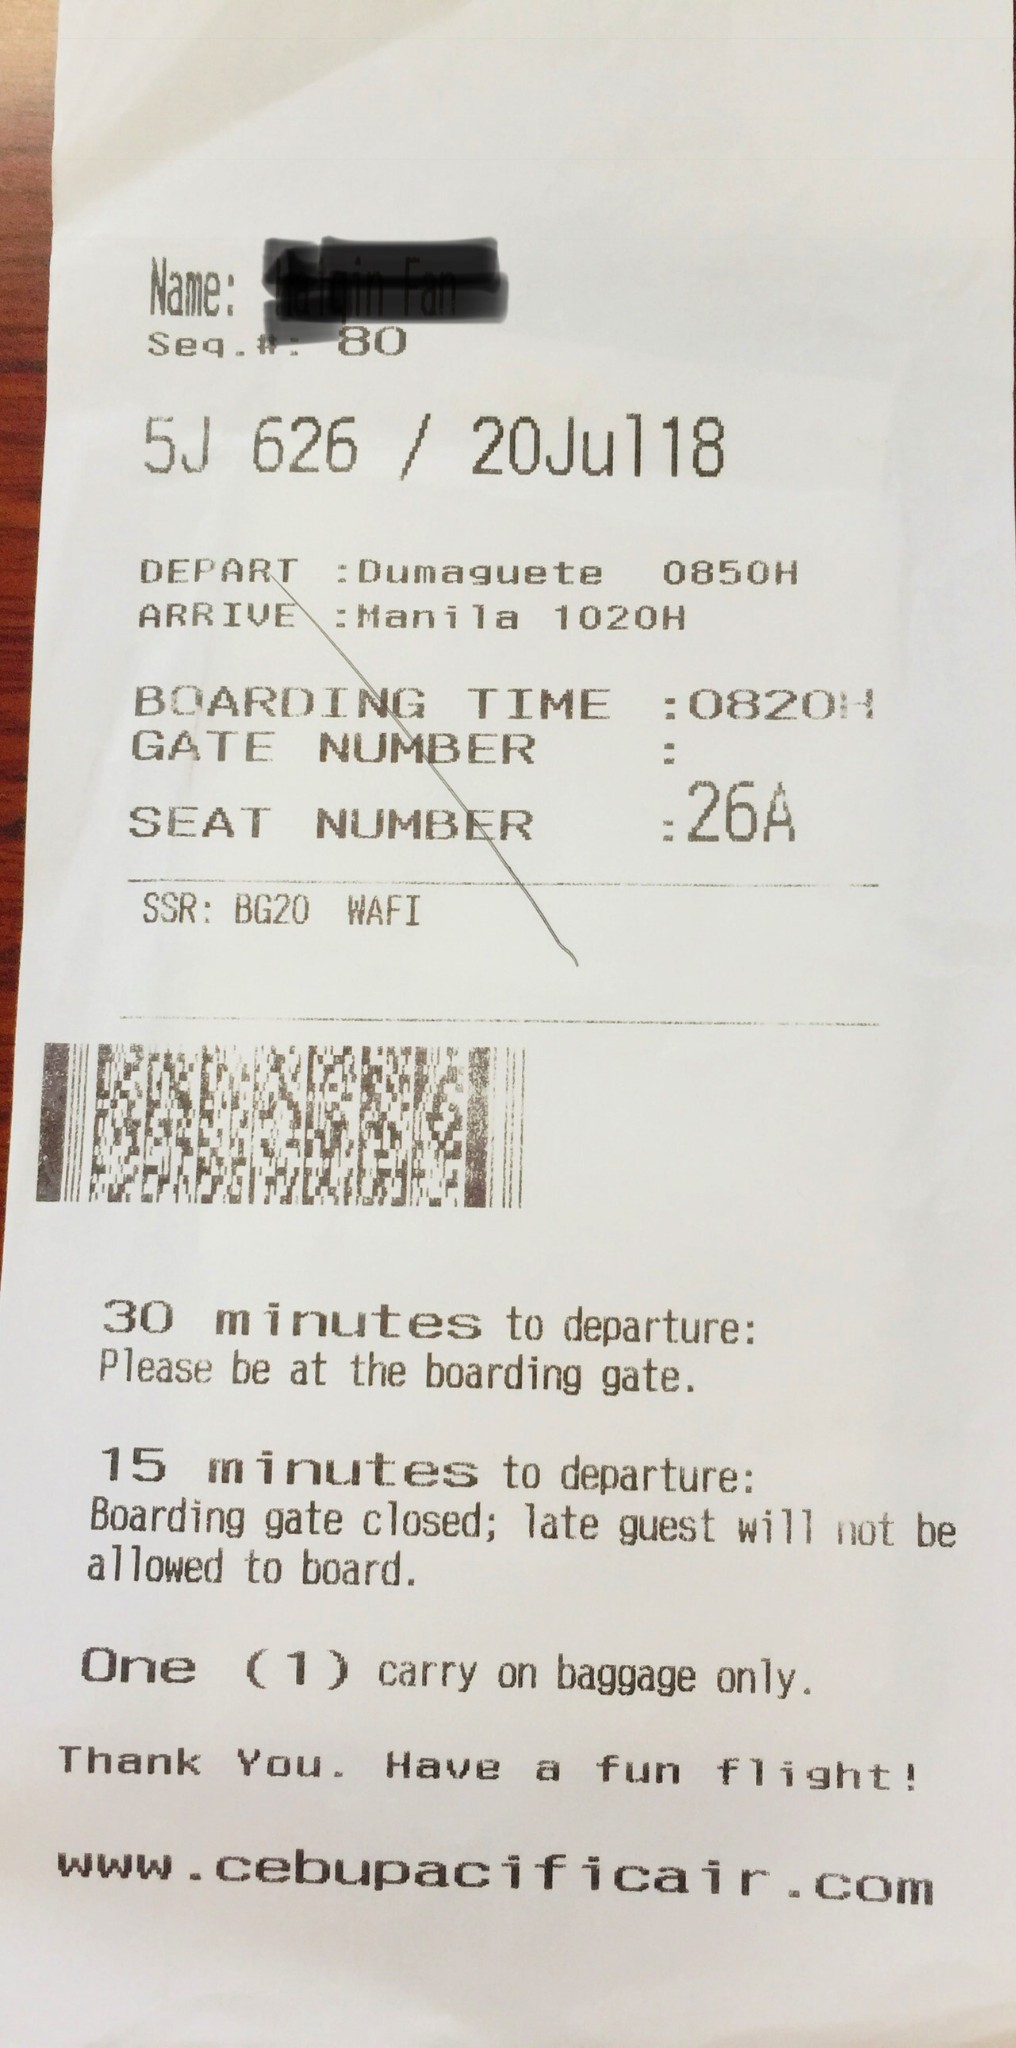 Name:
Seq.#: 80
5J 626 / 20Jul18
DEPART :Dumaguete 0850H
ARRIVE :Manila 1020H
BOARDING TIME :0820H
GATE NUMBER :
SEAT NUMBER :26A
SSR: BG20 WAFI
30 minutes to departure:
Please be at the boarding gate.
15 minutes to departure:
Boarding gate closed; late guest will not be
allowed to board.
One (1) carry on baggage only.
Thank You. Have a fun flight!
www.cebupacificair.com